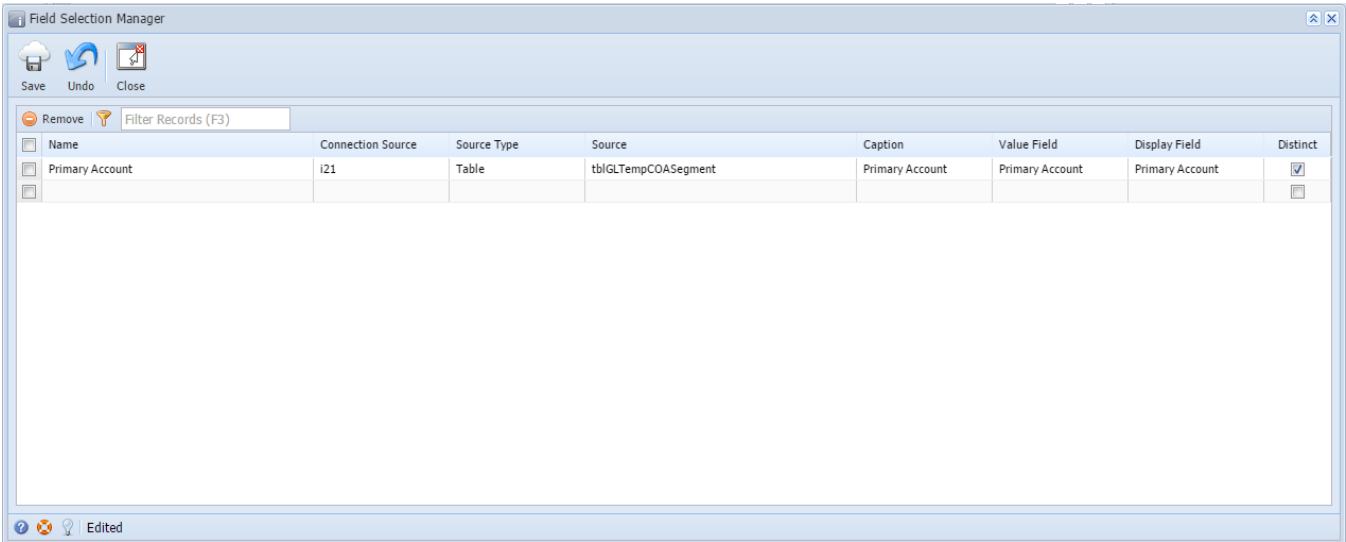 Field Selection Manager
Save Undo Close
Remove Filter Records (F3)
Name Connection Source Source Type Source Caption Value Field Display Field Distinct
Primary Account i21 Table tblGLTempCOASegment Primary Account Primary Account Primary Account
Edited